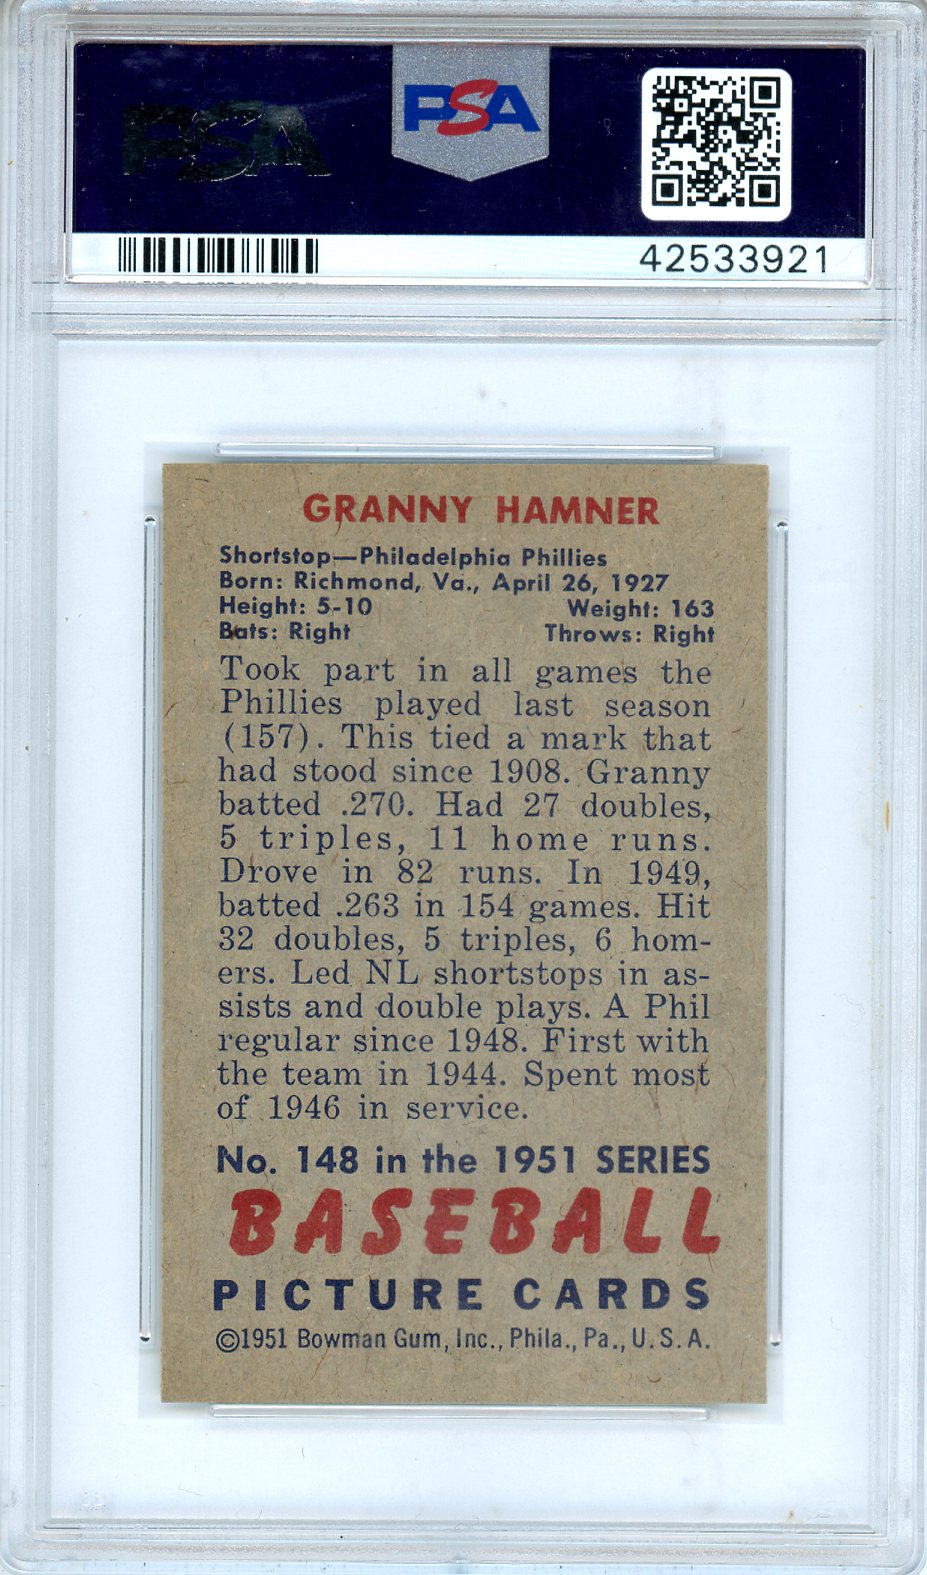 PSA
PSA
42533921
GRANNY HAMNER
Shortstop—Philadelphia Phillies
Born: Richmond, Va., April 26, 1927
Height: 5-10 Weight: 163
Bats: Right Throws: Right
Took part in all games the
Phillies played last season
(157). This tied a mark that
had stood since 1908. Granny
batted .270. Had 27 doubles,
5 triples, 11 home runs.
Drove in 82 runs. In 1949,
batted .263 in 154 games. Hit
32 doubles, 5 triples, 6 hom-
ers. Led NL shortstops in as-
sists and double plays. A Phil
regular since 1948. First with
the team in 1944. Spent most
of 1946 in service.
No. 148 in the 1951 SERIES
BASEBALL
PICTURE CARDS
©1951 Bowman Gum, Inc., Phila., Pa., U.S.A.